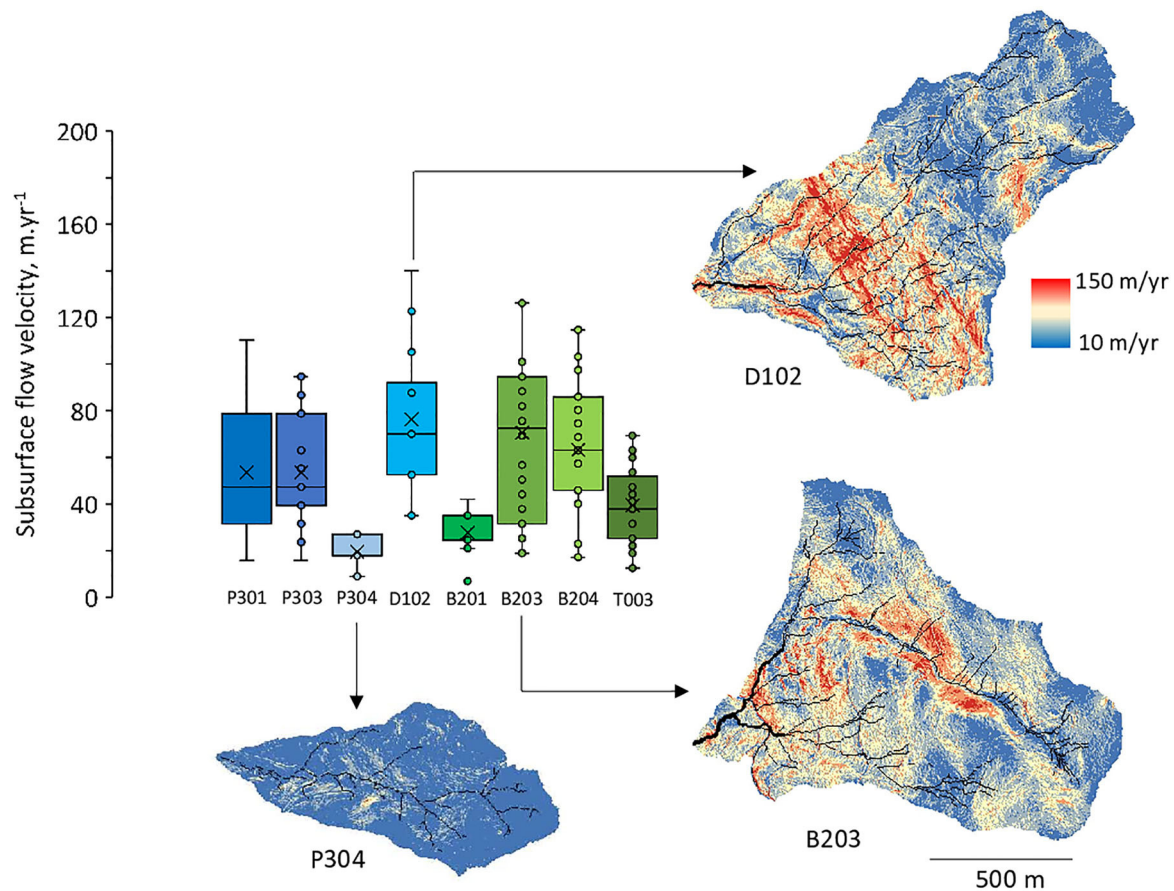 Subsurface flow velocity, m.yr⁻¹
200
160
120
80
40
0
P301 P303 P304 D102 B201 B203 B204 T003
D102
150 m/yr
10 m/yr
P304
B203
500 m